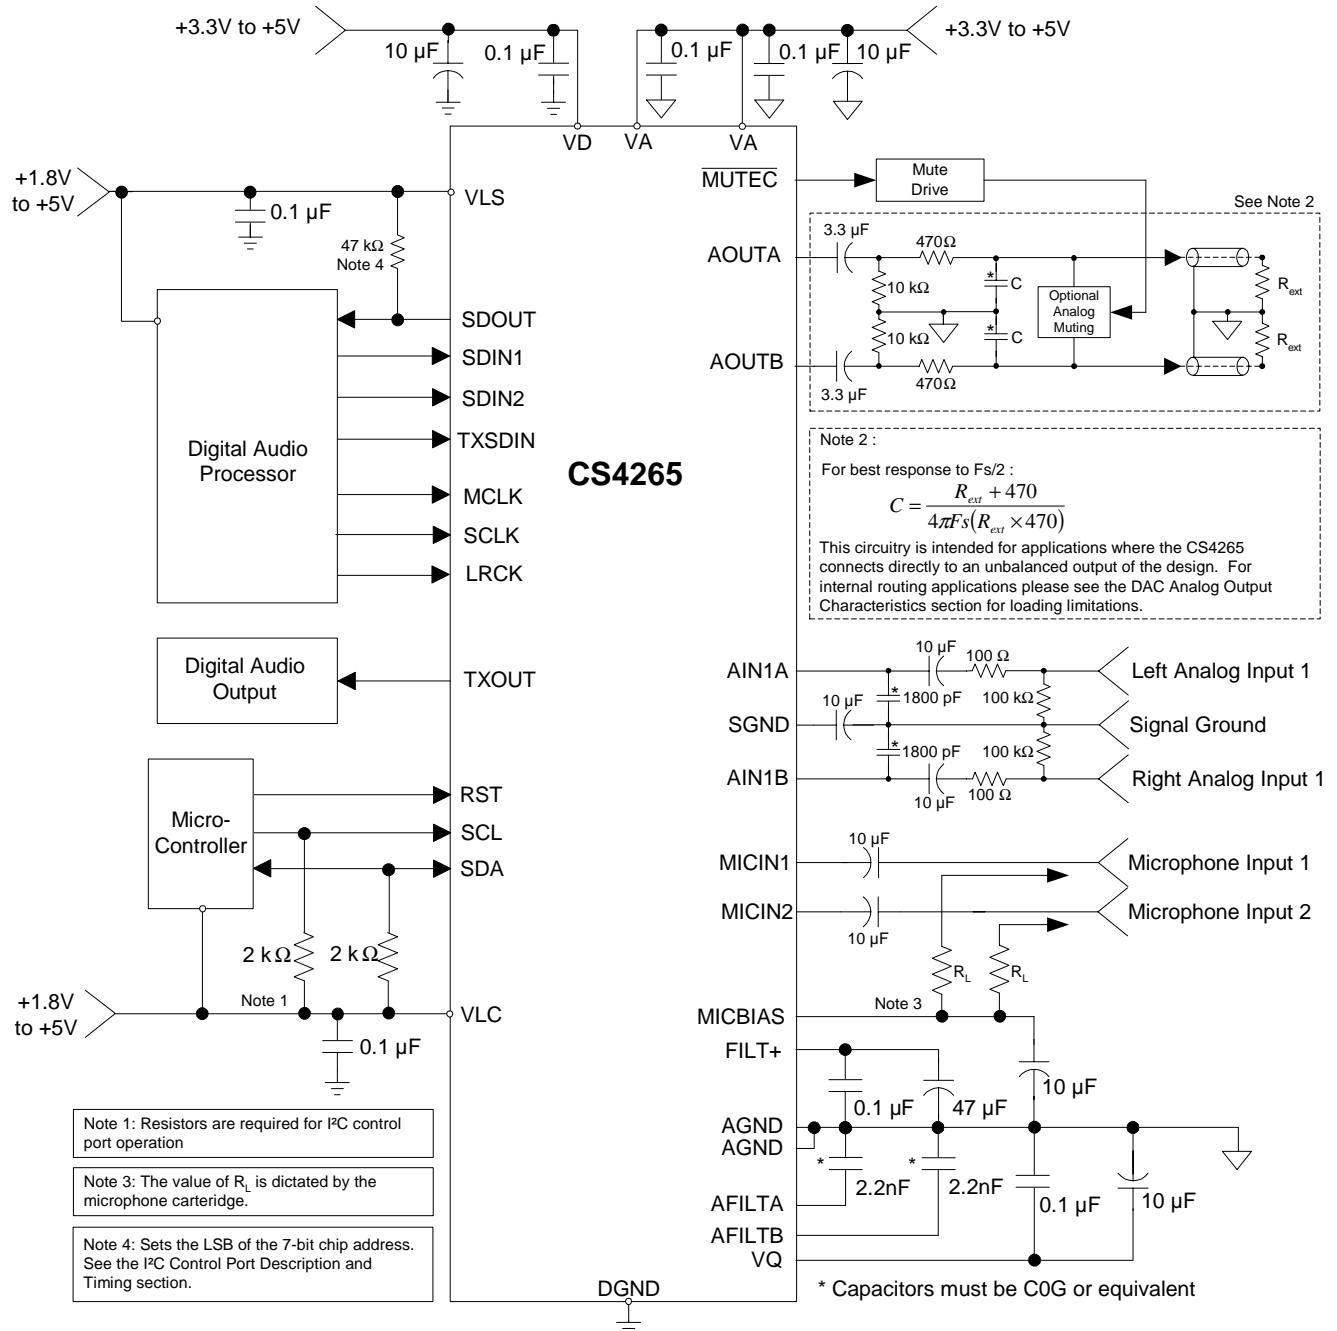 +3.3V to +5V
10 µF
0.1 µF
0.1 µF
0.1 µF
10 µF
+3.3V to +5V
VD
VA
VA
+1.8V
to +5V
0.1 µF
47 kΩ
Note 4
VLS
SDOUT
SDIN1
SDIN2
TXSDIN
MCLK
SCLK
LRCK
Digital Audio
Processor
CS4265
MUTEC
Mute
Drive
See Note 2
AOUTA
3.3 µF
470Ω
10 kΩ
C
*
Optional
Analog
Muting
Rext
10 kΩ
*
C
Rext
AOUTB
3.3 µF
470Ω
Note 2 :
For best response to Fs/2 :
C = (Rext + 470) / (4πFs(Rext × 470))
This circuitry is intended for applications where the CS4265
connects directly to an unbalanced output of the design. For
internal routing applications please see the DAC Analog Output
Characteristics section for loading limitations.
Digital Audio
Output
TXOUT
AIN1A
10 µF
100 Ω
Left Analog Input 1
*
1800 pF
100 kΩ
SGND
10 µF
Signal Ground
*
1800 pF
100 kΩ
AIN1B
10 µF
100 Ω
Right Analog Input 1
Micro-
Controller
RST
SCL
SDA
2 kΩ
2 kΩ
+1.8V
to +5V
Note 1
VLC
0.1 µF
MICIN1
10 µF
Microphone Input 1
MICIN2
10 µF
Microphone Input 2
RL
RL
Note 3
MICBIAS
FILT+
0.1 µF
47 µF
10 µF
AGND
AGND
*
2.2nF
*
2.2nF
0.1 µF
10 µF
AFILTA
AFILTB
VQ
* Capacitors must be C0G or equivalent
DGND
Note 1: Resistors are required for I²C control
port operation
Note 3: The value of RL is dictated by the
microphone carteridge.
Note 4: Sets the LSB of the 7-bit chip address.
See the I²C Control Port Description and
Timing section.